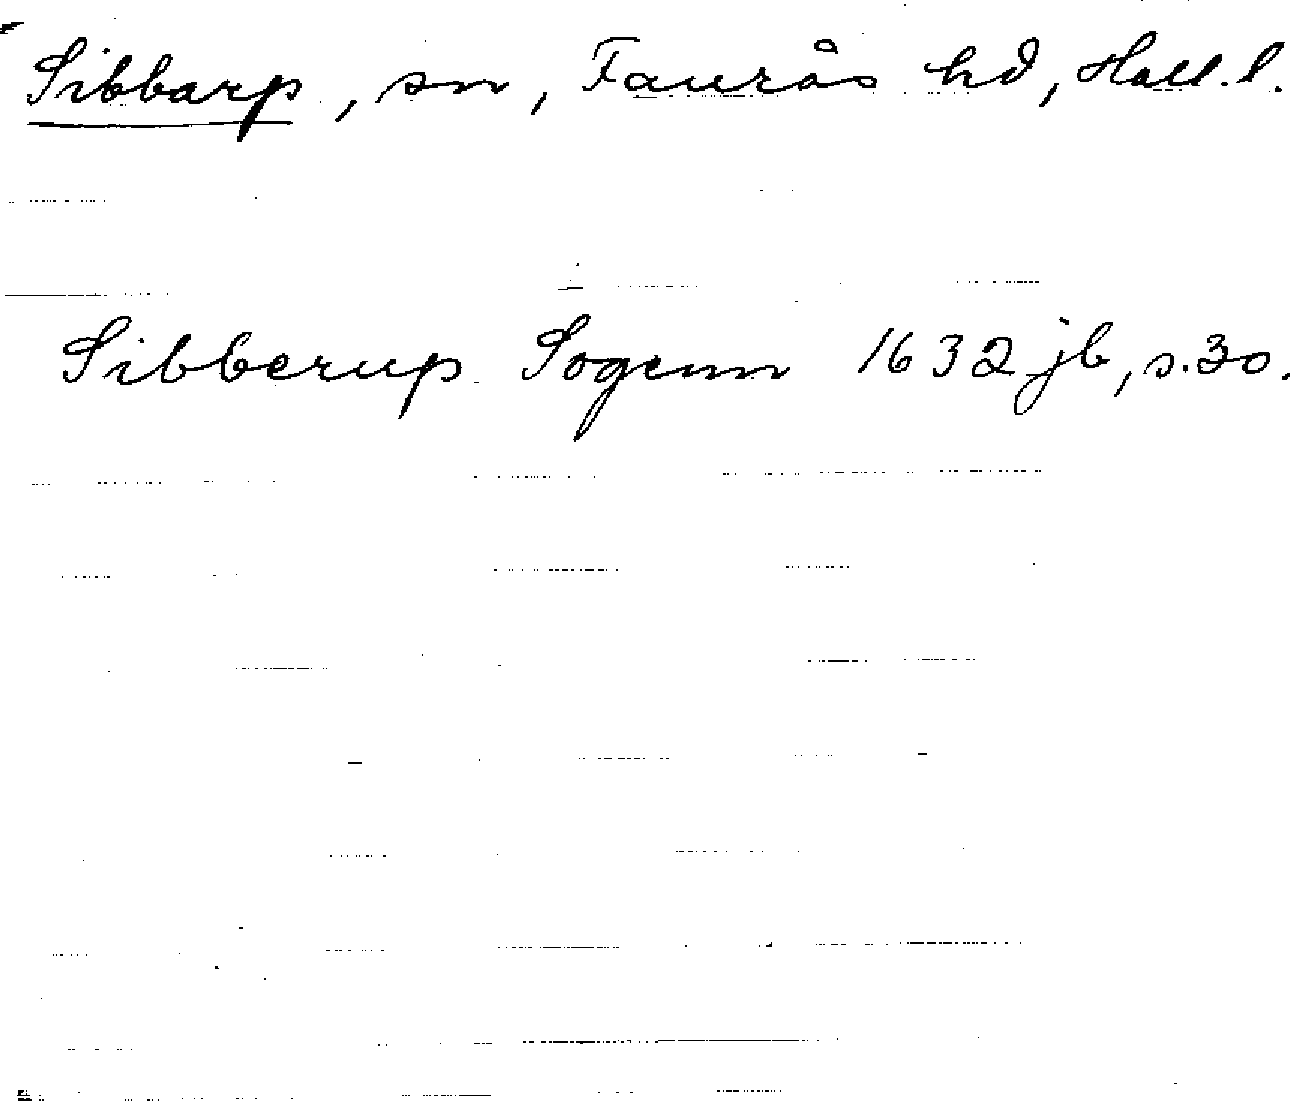 Sibbarp, sn, Faurås hd, Hall. l.
Sibberup Sogenn 1632 jb, s. 30.